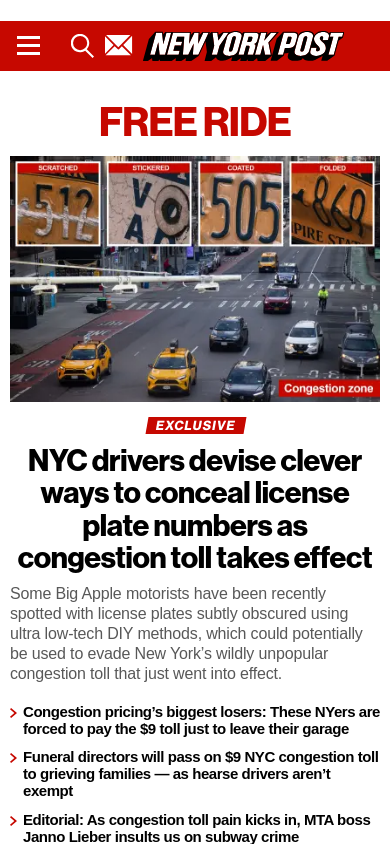 NEW YORK POST
FREE RIDE
SCRATCHED
STICKERED
COATED
FOLDED
512
V
A
505
869
PIRE STA
Congestion zone
EXCLUSIVE
NYC drivers devise clever
ways to conceal license
plate numbers as
congestion toll takes effect
Some Big Apple motorists have been recently
spotted with license plates subtly obscured using
ultra low-tech DIY methods, which could potentially
be used to evade New York’s wildly unpopular
congestion toll that just went into effect.
Congestion pricing’s biggest losers: These NYers are
forced to pay the $9 toll just to leave their garage
Funeral directors will pass on $9 NYC congestion toll
to grieving families — as hearse drivers aren’t
exempt
Editorial: As congestion toll pain kicks in, MTA boss
Janno Lieber insults us on subway crime